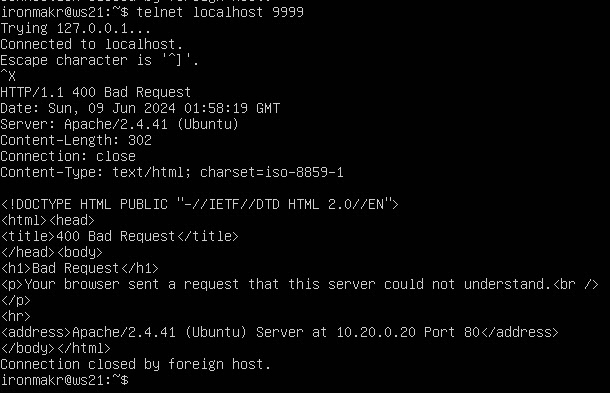 ironmakr@ws21:~$ telnet localhost 9999
Trying 127.0.0.1...
Connected to localhost.
Escape character is '^]'.
^X
HTTP/1.1 400 Bad Request
Date: Sun, 09 Jun 2024 01:58:19 GMT
Server: Apache/2.4.41 (Ubuntu)
Content-Length: 302
Connection: close
Content-Type: text/html; charset=iso-8859-1

<!DOCTYPE HTML PUBLIC "-//IETF//DTD HTML 2.0//EN">
<html><head>
<title>400 Bad Request</title>
</head><body>
<h1>Bad Request</h1>
<p>Your browser sent a request that this server could not understand.<br />
</p>
<hr>
<address>Apache/2.4.41 (Ubuntu) Server at 10.20.0.20 Port 80</address>
</body></html>
Connection closed by foreign host.
ironmakr@ws21:~$